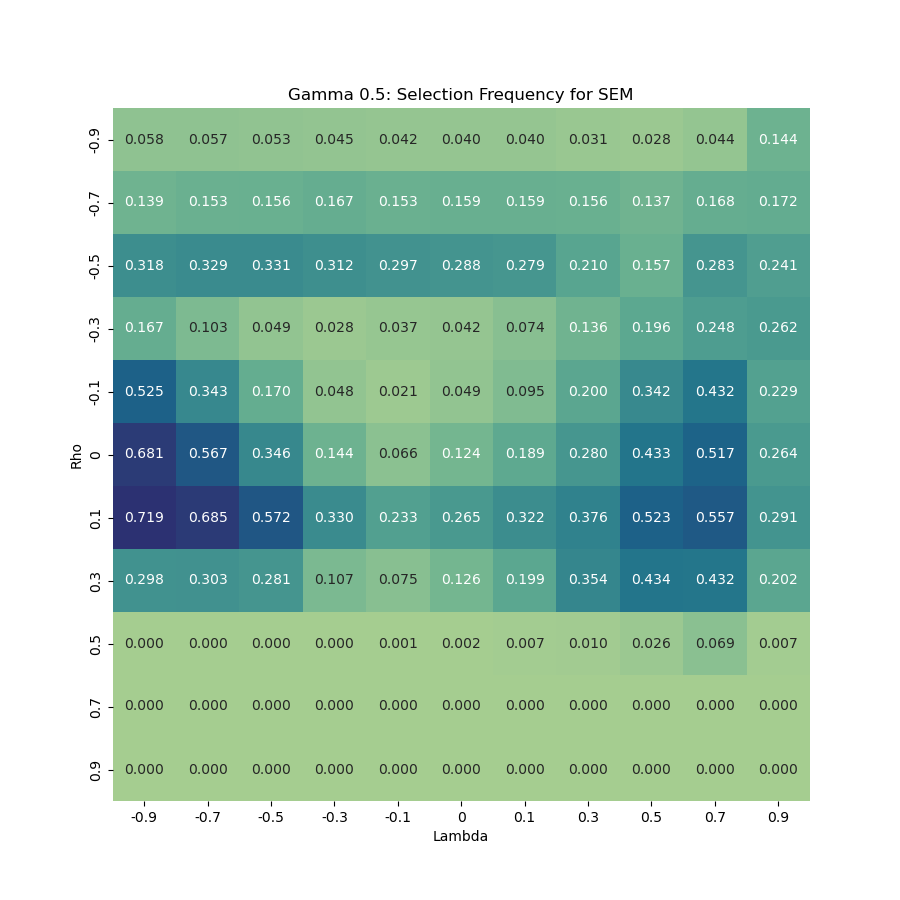 Gamma 0.5: Selection Frequency for SEM
-0.9 0.058 0.057 0.053 0.045 0.042 0.040 0.040 0.031 0.028 0.044 0.144
-0.7 0.139 0.153 0.156 0.167 0.153 0.159 0.159 0.156 0.137 0.168 0.172
-0.5 0.318 0.329 0.331 0.312 0.297 0.288 0.279 0.210 0.157 0.283 0.241
-0.3 0.167 0.103 0.049 0.028 0.037 0.042 0.074 0.136 0.196 0.248 0.262
-0.1 0.525 0.343 0.170 0.048 0.021 0.049 0.095 0.200 0.342 0.432 0.229
Rho
0 0.681 0.567 0.346 0.144 0.066 0.124 0.189 0.280 0.433 0.517 0.264
0.1 0.719 0.685 0.572 0.330 0.233 0.265 0.322 0.376 0.523 0.557 0.291
0.3 0.298 0.303 0.281 0.107 0.075 0.126 0.199 0.354 0.434 0.432 0.202
0.5 0.000 0.000 0.000 0.000 0.001 0.002 0.007 0.010 0.026 0.069 0.007
0.7 0.000 0.000 0.000 0.000 0.000 0.000 0.000 0.000 0.000 0.000 0.000
0.9 0.000 0.000 0.000 0.000 0.000 0.000 0.000 0.000 0.000 0.000 0.000
-0.9 -0.7 -0.5 -0.3 -0.1 0 0.1 0.3 0.5 0.7 0.9
Lambda